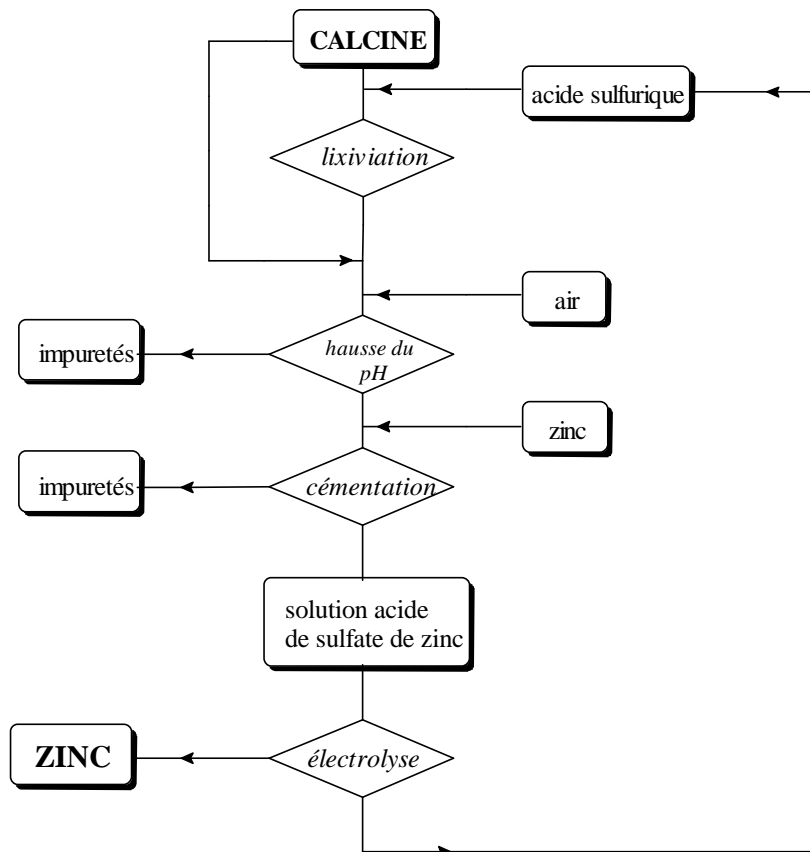 CALCINE
acide sulfurique
lixiviation
air
impuretés
hausse du
pH
zinc
impuretés
cémentation
solution acide
de sulfate de zinc
ZINC
électrolyse